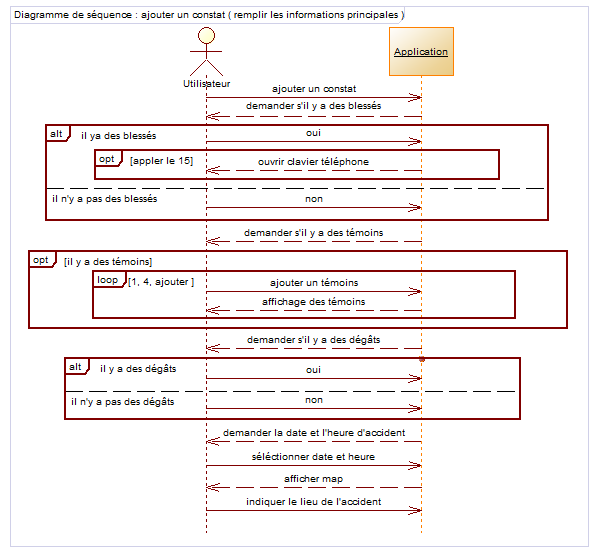 Diagramme de séquence : ajouter un constat ( remplir les informations principales )
Application
Utilisateur
ajouter un constat
demander s'il y a des blessés
alt
il ya des blessés
oui
opt
[appler le 15]
ouvrir clavier téléphone
il n'y a pas des blessés
non
demander s'il y a des témoins
opt
[il y a des témoins]
loop
[1, 4, ajouter ]
ajouter un témoins
affichage des témoins
demander s'il y a des dégâts
alt
il y a des dégâts
oui
il n'y a pas des dégâts
non
demander la date et l'heure d'accident
séléctionner date et heure
afficher map
indiquer le lieu de l'accident